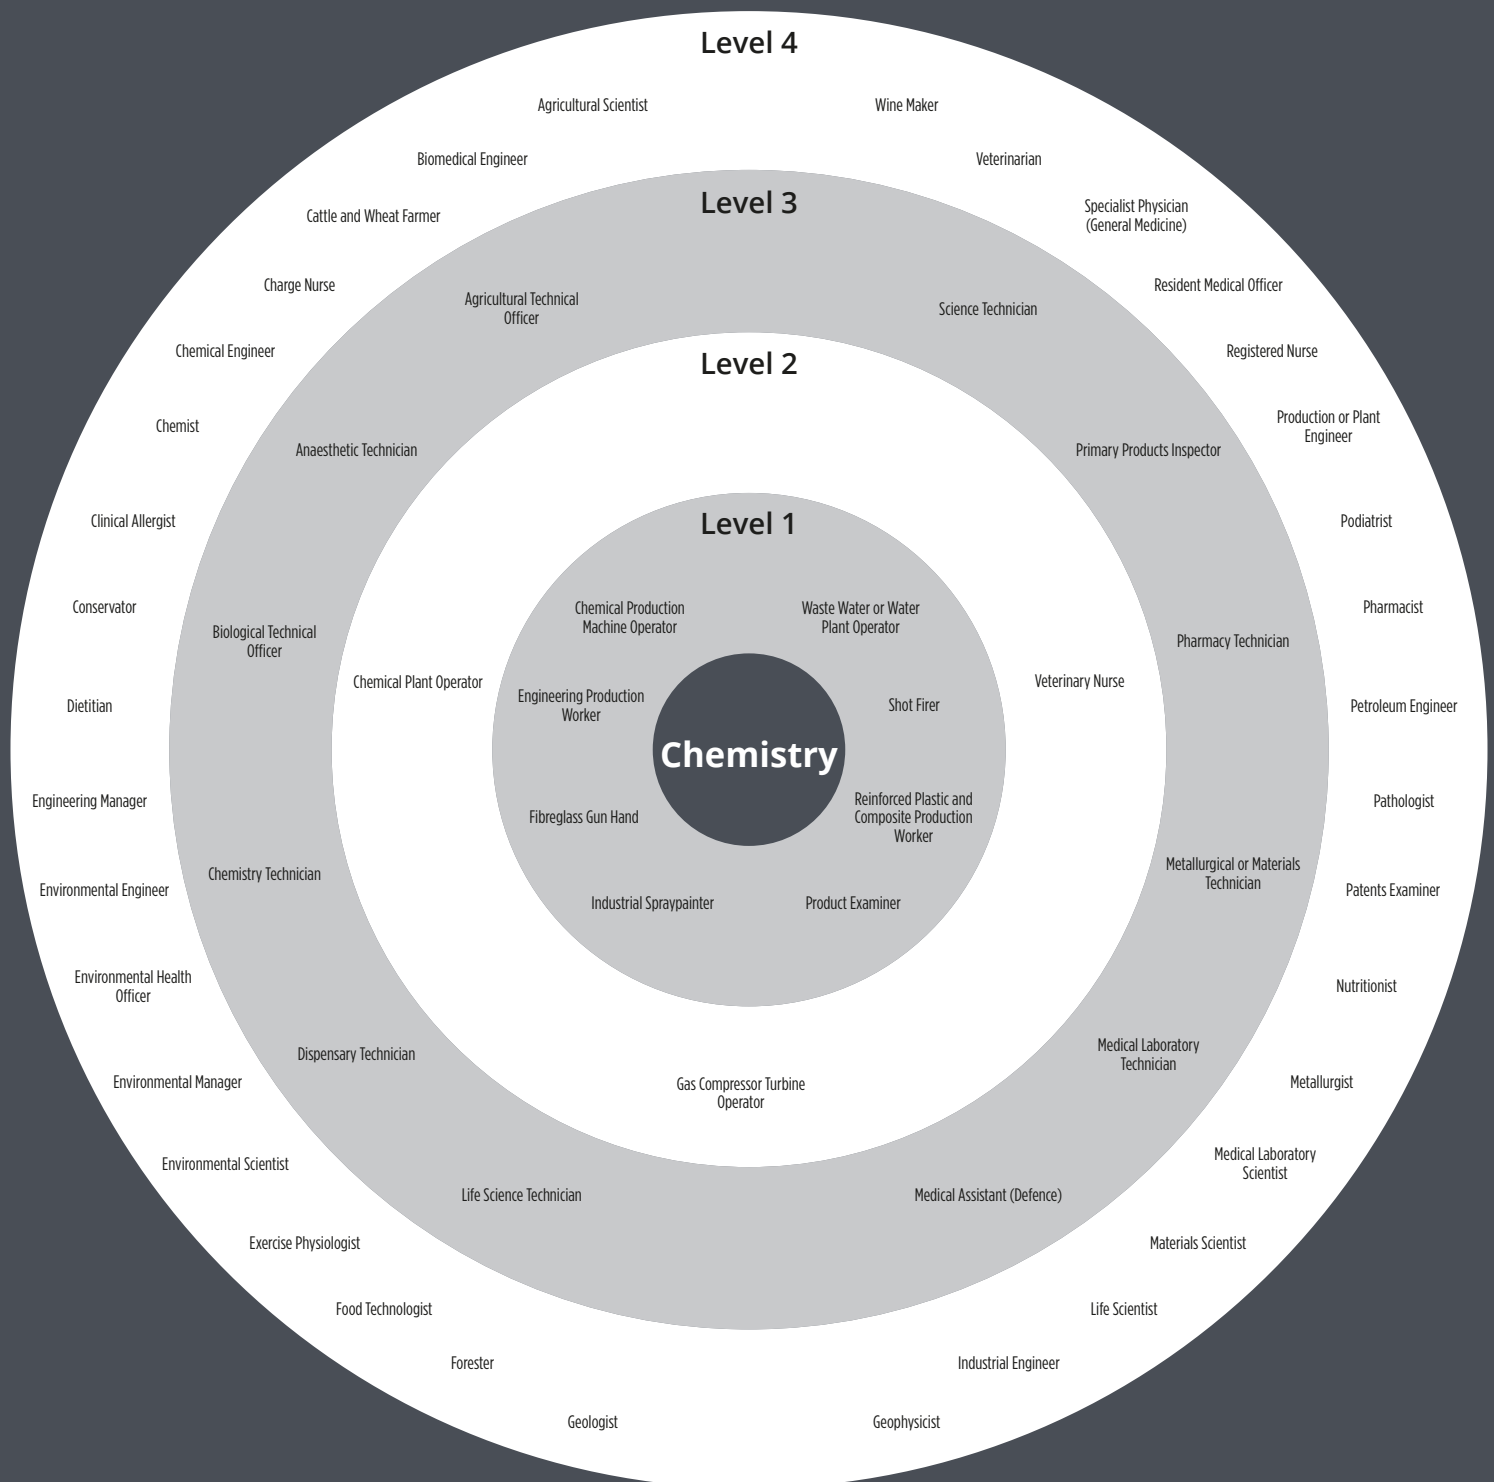 Level 4
Agricultural Scientist
Wine Maker
Biomedical Engineer
Veterinarian
Cattle and Wheat Farmer
Specialist Physician
(General Medicine)
Charge Nurse
Resident Medical Officer
Chemical Engineer
Registered Nurse
Chemist
Production or Plant
Engineer
Clinical Allergist
Podiatrist
Conservator
Pharmacist
Dietitian
Petroleum Engineer
Engineering Manager
Pathologist
Environmental Engineer
Patents Examiner
Environmental Health
Officer
Nutritionist
Environmental Manager
Metallurgist
Environmental Scientist
Medical Laboratory
Scientist
Exercise Physiologist
Materials Scientist
Food Technologist
Life Scientist
Forester
Industrial Engineer
Geologist
Geophysicist
Level 3
Agricultural Technical
Officer
Science Technician
Anaesthetic Technician
Primary Products Inspector
Biological Technical
Officer
Pharmacy Technician
Chemistry Technician
Metallurgical or Materials
Technician
Dispensary Technician
Medical Laboratory
Technician
Life Science Technician
Medical Assistant (Defence)
Level 2
Chemical Plant Operator
Veterinary Nurse
Gas Compressor Turbine
Operator
Level 1
Chemical Production
Machine Operator
Waste Water or Water
Plant Operator
Engineering Production
Worker
Shot Firer
Fibreglass Gun Hand
Reinforced Plastic and
Composite Production
Worker
Industrial Spraypainter
Product Examiner
Chemistry